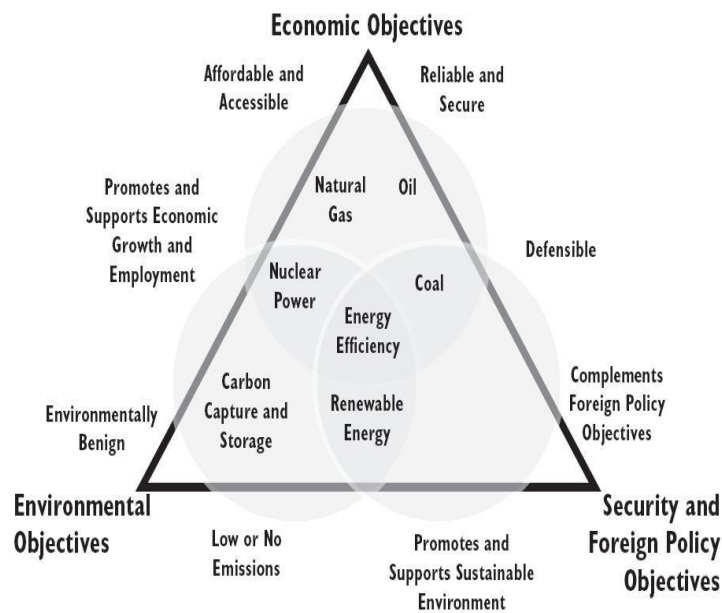 Economic Objectives
Affordable and
Accessible
Reliable and
Secure
Natural
Gas
Oil
Promotes and
Supports Economic
Growth and
Employment
Defensible
Nuclear
Power
Coal
Energy
Efficiency
Carbon
Capture and
Storage
Renewable
Energy
Complements
Foreign Policy
Objectives
Environmentally
Benign
Environmental
Objectives
Low or No
Emissions
Promotes and
Supports Sustainable
Environment
Security and
Foreign Policy
Objectives